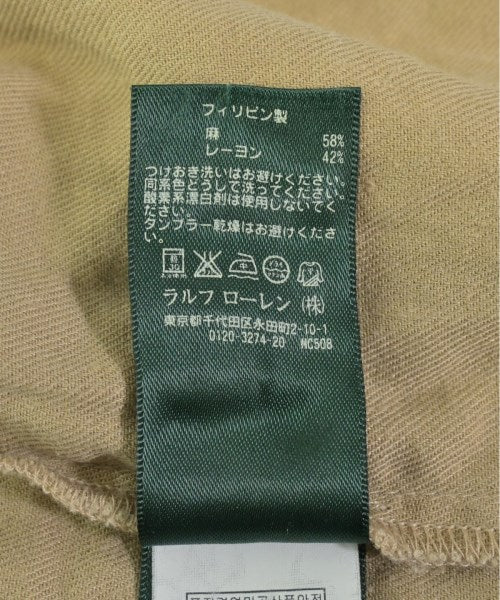 フィリピン製
麻 58%
レーヨン 42%
つけおき洗いはお避けください。
同系色どうしで洗ってください。
酸素系漂白剤は使用しないでく
ださい。
タンブラー乾燥はお避けください。
ラルフ ローレン (株)
東京都千代田区永田町2-10-1
0120-3274-20 NC508